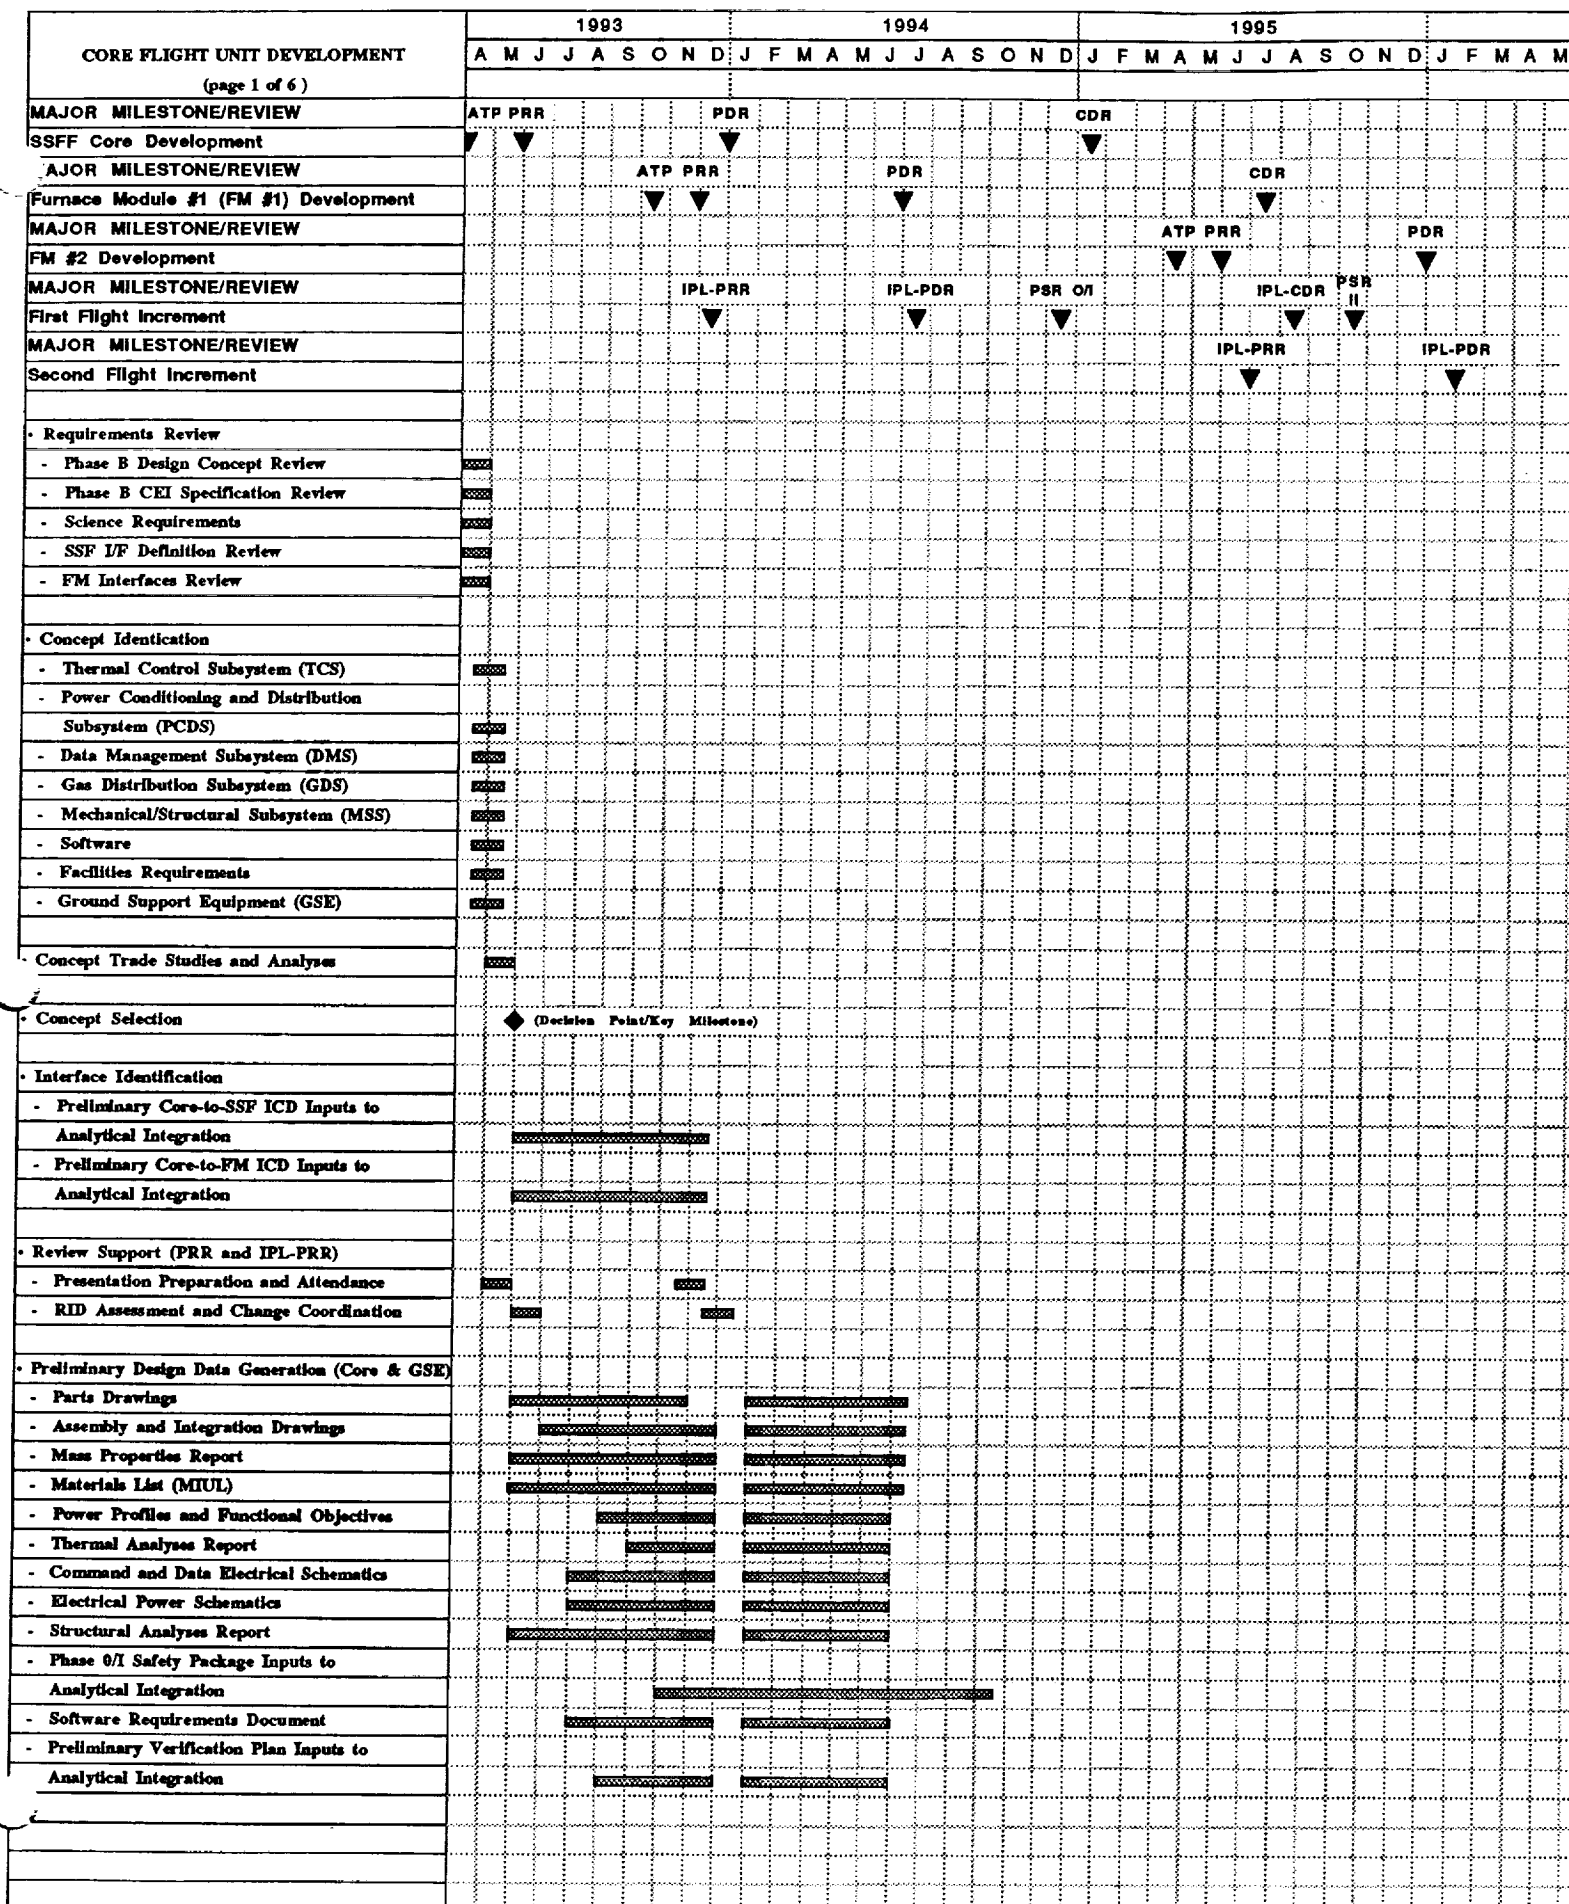 1993 1994 1995
CORE FLIGHT UNIT DEVELOPMENT
A M J J A S O N D J F M A M J J A S O N D J F M A M J J A S O N D J F M A M
(page 1 of 6 )
MAJOR MILESTONE/REVIEW ATP PRR PDR CDR
SSFF Core Development
AJOR MILESTONE/REVIEW ATP PRR PDR CDR
Furnace Module #1 (FM #1) Development
MAJOR MILESTONE/REVIEW ATP PRR PDR
FM #2 Development
MAJOR MILESTONE/REVIEW IPL-PRR IPL-PDR PSR O/I IPL-CDR PSR II
First Flight Increment
MAJOR MILESTONE/REVIEW IPL-PRR IPL-PDR
Second Flight Increment
· Requirements Review
- Phase B Design Concept Review
- Phase B CEI Specification Review
- Science Requirements
- SSF I/F Definition Review
- FM Interfaces Review
· Concept Identication
- Thermal Control Subsystem (TCS)
- Power Conditioning and Distribution
Subsystem (PCDS)
- Data Management Subsystem (DMS)
- Gas Distribution Subsystem (GDS)
- Mechanical/Structural Subsystem (MSS)
- Software
- Facilities Requirements
- Ground Support Equipment (GSE)
· Concept Trade Studies and Analyses
· Concept Selection (Decision Point/Key Milestone)
· Interface Identification
- Preliminary Core-to-SSF ICD Inputs to
Analytical Integration
- Preliminary Core-to-FM ICD Inputs to
Analytical Integration
· Review Support (PRR and IPL-PRR)
- Presentation Preparation and Attendance
- RID Assessment and Change Coordination
· Preliminary Design Data Generation (Core & GSE)
- Parts Drawings
- Assembly and Integration Drawings
- Mass Properties Report
- Materials List (MIUL)
- Power Profiles and Functional Objectives
- Thermal Analyses Report
- Command and Data Electrical Schematics
- Electrical Power Schematics
- Structural Analyses Report
- Phase 0/I Safety Package Inputs to
Analytical Integration
- Software Requirements Document
- Preliminary Verification Plan Inputs to
Analytical Integration